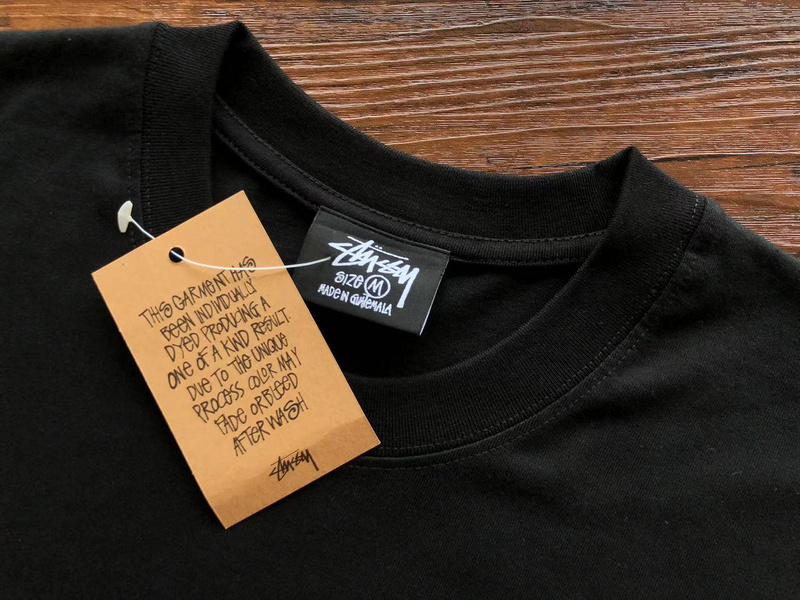 THIS GARMENT HAS
BEEN INDIVIDUALLY
DYED PRODUCING A
ONE OF A KIND RESULT.
DUE TO THE UNIQUE
PROCESS COLOR MAY
FADE OR BLEED
AFTER WASH
Stüssy
Stüssy
SIZE M
MADE IN GUATEMALA